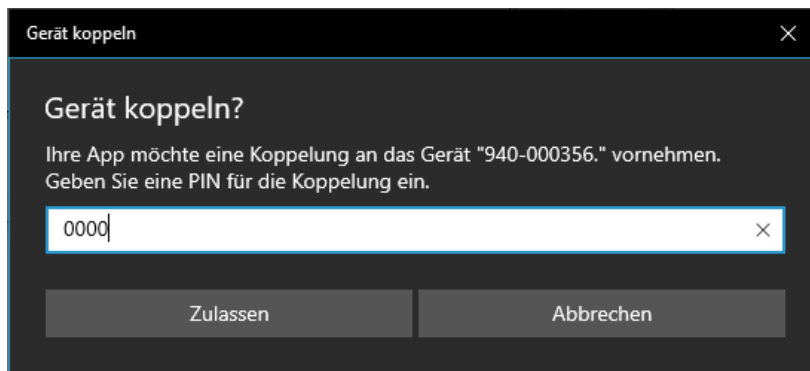 Gerät koppeln
Gerät koppeln?
Ihre App möchte eine Koppelung an das Gerät "940-000356." vornehmen.
Geben Sie eine PIN für die Koppelung ein.
0000
Zulassen
Abbrechen